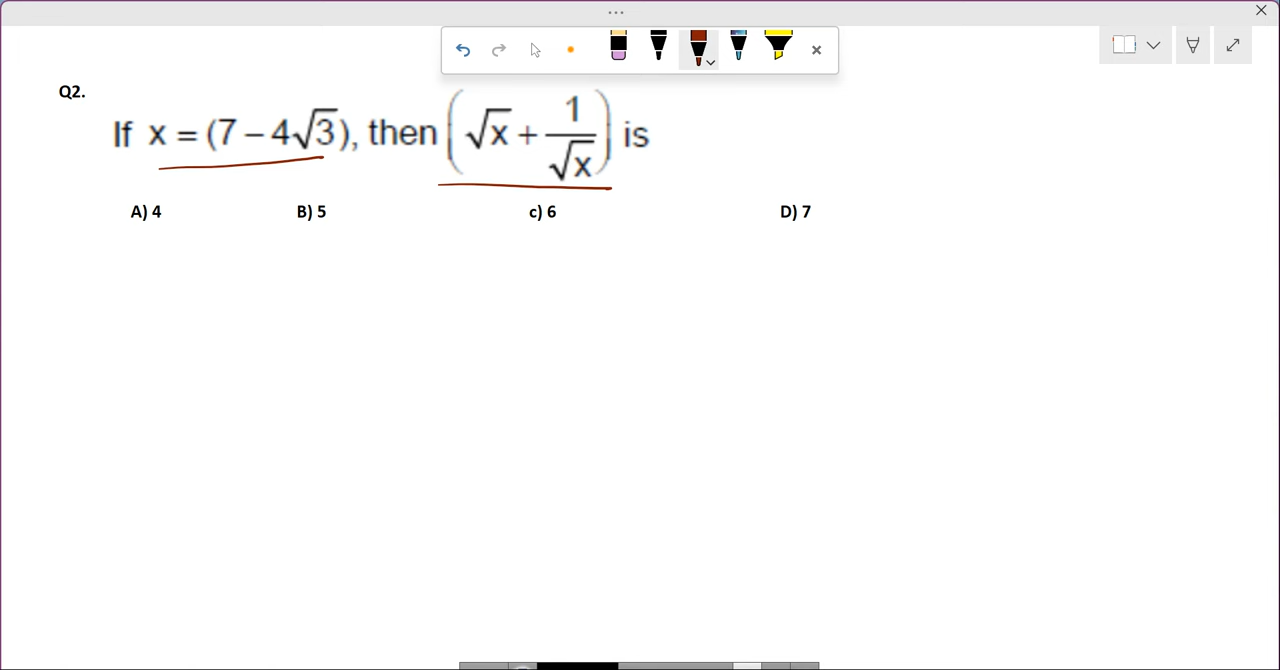 Q2.
If x = (7 – 4√3), then (√x + 1/√x) is
A) 4 B) 5 c) 6 D) 7